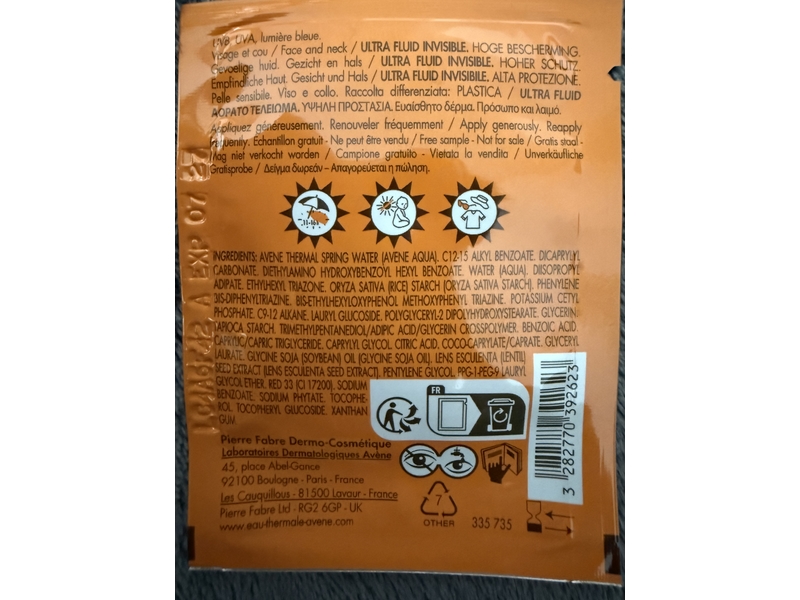 UVB, UVA, lumière bleue.
Visage et cou / Face and neck / ULTRA FLUID INVISIBLE. HOGE BESCHERMING.
Gevoelige huid. Gezicht en hals / ULTRA FLUID INVISIBLE. HOHER SCHUTZ.
Empfindliche Haut. Gesicht und Hals / ULTRA FLUID INVISIBLE. ALTA PROTEZIONE.
Pelle sensibile. Viso e collo. Raccolta differenziata: PLASTICA / ULTRA FLUID
ΑΟΡΑΤΟ ΤΕΛΕΙΩΜΑ. ΥΨΗΛΗ ΠΡΟΣΤΑΣΙΑ. Ευαίσθητο δέρμα. Πρόσωπο και λαιμό.
Appliquez généreusement. Renouveler fréquemment / Apply generously. Reapply
frequently. Échantillon gratuit - Ne peut être vendu / Free sample - Not for sale / Gratis staal -
Mag niet verkocht worden / Campione gratuito - Vietata la vendita / Unverkäufliche
Gratisprobe / Δείγμα δωρεάν – Απαγορεύεται η πώληση.
11-16h
INGREDIENTS: AVENE THERMAL SPRING WATER (AVENE AQUA). C12-15 ALKYL BENZOATE. DICAPRYLYL
CARBONATE. DIETHYLAMINO HYDROXYBENZOYL HEXYL BENZOATE. WATER (AQUA). DIISOPROPYL
ADIPATE. ETHYLHEXYL TRIAZONE. ORYZA SATIVA (RICE) STARCH (ORYZA SATIVA STARCH). PHENYLENE
BIS-DIPHENYLTRIAZINE. BIS-ETHYLHEXYLOXYPHENOL METHOXYPHENYL TRIAZINE. POTASSIUM CETYL
PHOSPHATE. C9-12 ALKANE. LAURYL GLUCOSIDE. POLYGLYCERYL-2 DIPOLYHYDROXYSTEARATE. GLYCERIN.
TAPIOCA STARCH. TRIMETHYLPENTANEDIOL/ADIPIC ACID/GLYCERIN CROSSPOLYMER. BENZOIC ACID.
CAPRYLIC/CAPRIC TRIGLYCERIDE. CAPRYLYL GLYCOL. CITRIC ACID. COCO-CAPRYLATE/CAPRATE. GLYCERYL
LAURATE. GLYCINE SOJA (SOYBEAN) OIL (GLYCINE SOJA OIL). LENS ESCULENTA (LENTIL)
SEED EXTRACT (LENS ESCULENTA SEED EXTRACT). PENTYLENE GLYCOL. PPG-1-PEG-9 LAURYL
GLYCOL ETHER. RED 33 (CI 17200). SODIUM
BENZOATE. SODIUM PHYTATE. TOCOPHE-
ROL. TOCOPHERYL GLUCOSIDE. XANTHAN
GUM.
FR
Pierre Fabre Dermo-Cosmétique
Laboratoires Dermatologiques Avène
45, place Abel-Gance
92100 Boulogne - Paris - France
Les Cauquillous - 81500 Lavaur - France
Pierre Fabre Ltd - RG2 6GP - UK
www.eau-thermale-avene.com
7
OTHER
335 735
3 282770 392623
EXP 07